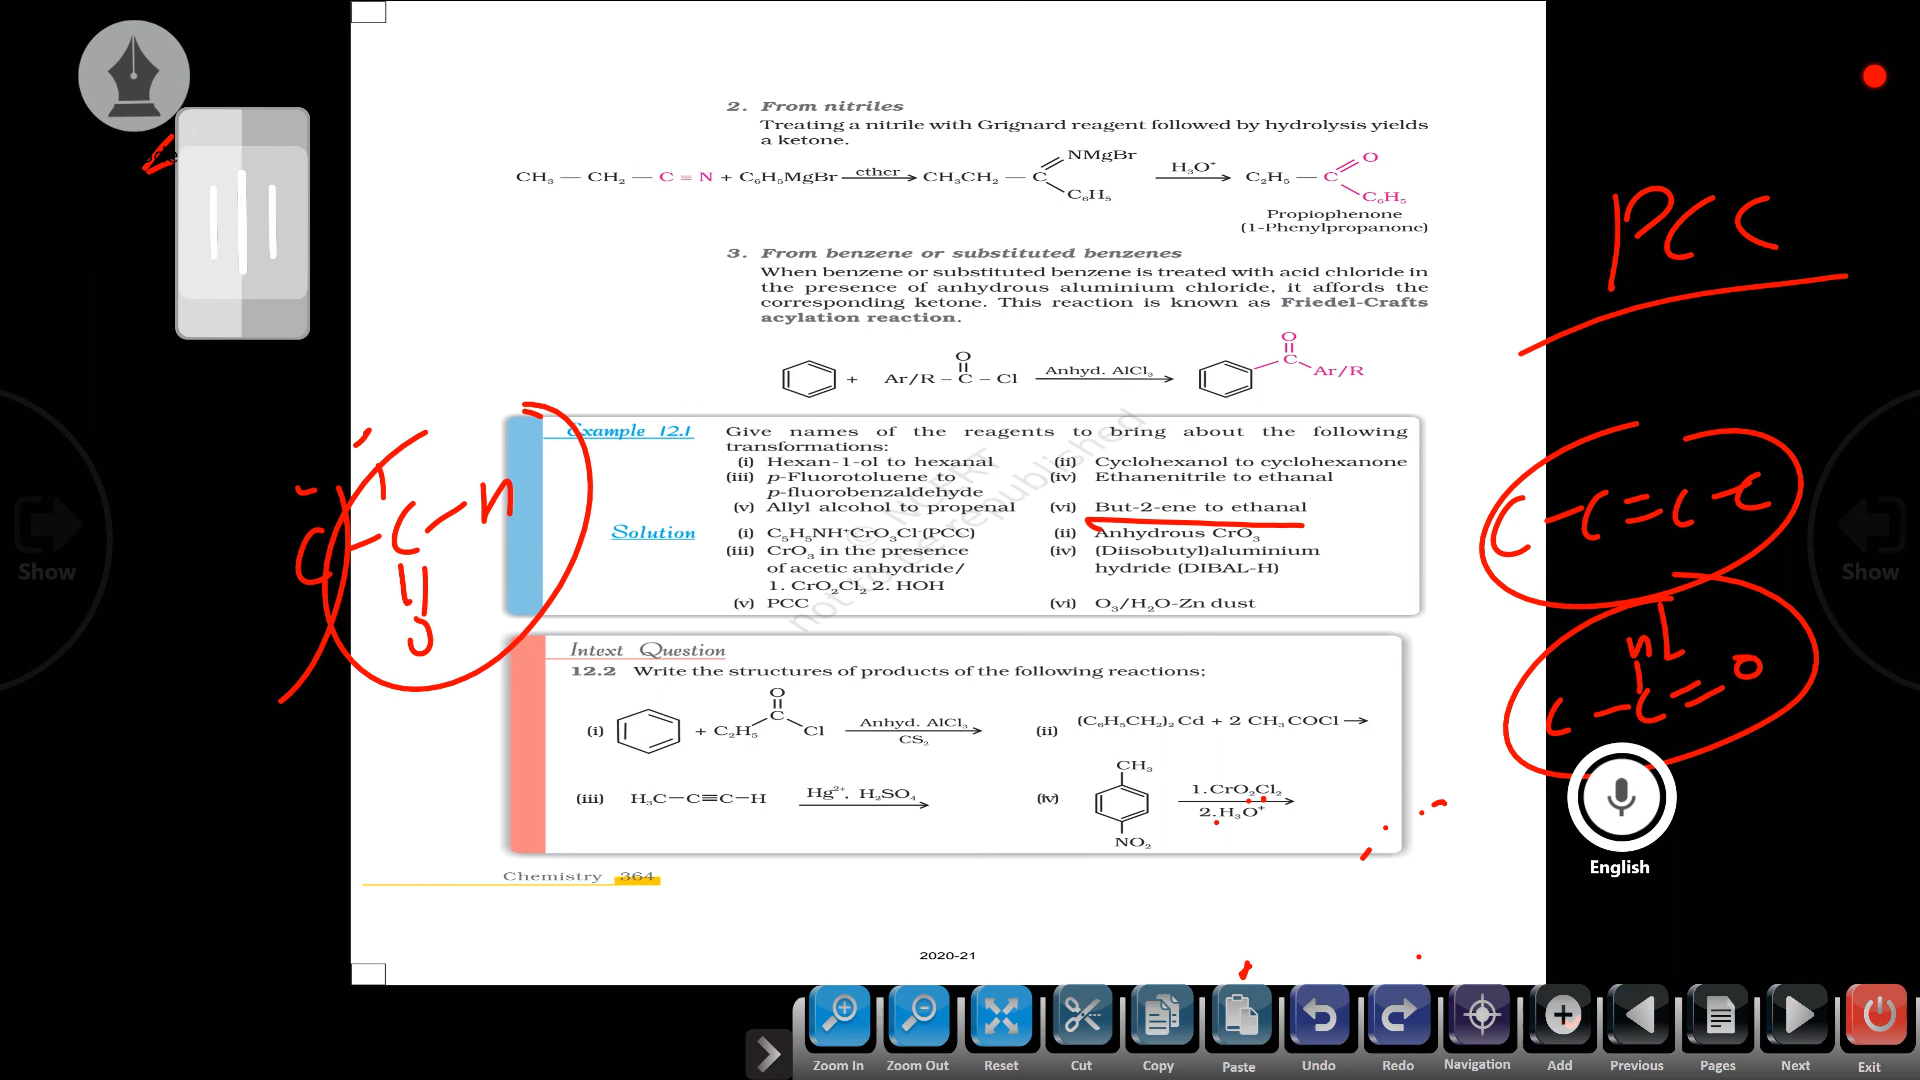 2. From nitriles
Treating a nitrile with Grignard reagent followed by hydrolysis yields
a ketone.
CH₃ — CH₂ — C ≡ N + C₆H₅MgBr ether CH₃CH₂ — C NMgBr C₆H₅ H₃O⁺ C₂H₅ — C O C₆H₅
Propiophenone
(1-Phenylpropanone)
3. From benzene or substituted benzenes
When benzene or substituted benzene is treated with acid chloride in
the presence of anhydrous aluminium chloride, it affords the
corresponding ketone. This reaction is known as Friedel-Crafts
acylation reaction.
+ Ar/R – C – Cl O Anhyd. AlCl₃ O C Ar/R
PCC
Example 12.1
Give names of the reagents to bring about the following
transformations:
(i) Hexan-1-ol to hexanal (ii) Cyclohexanol to cyclohexanone
(iii) p-Fluorotoluene to (iv) Ethanenitrile to ethanal
p-fluorobenzaldehyde
(v) Allyl alcohol to propenal (vi) But-2-ene to ethanal
Solution
(i) C₅H₅NH⁺CrO₃Cl⁻(PCC) (ii) Anhydrous CrO₃
(iii) CrO₃ in the presence (iv) (Diisobutyl)aluminium
of acetic anhydride/ hydride (DIBAL-H)
1. CrO₂Cl₂ 2. HOH
(v) PCC (vi) O₃/H₂O-Zn dust
© NCERT
not to be republished
C – C = C – C
C – C = O
Intext Question
12.2 Write the structures of products of the following reactions;
(i) + C₂H₅ C O Cl Anhyd. AlCl₃ CS₂ (ii) (C₆H₅CH₂)₂ Cd + 2 CH₃COCl
(iii) H₃C—C≡C—H Hg²⁺, H₂SO₄ (iv) CH₃ NO₂ 1.CrO₂Cl₂ 2.H₃O⁺
Chemistry 364
2020-21
Show
Show
English
Zoom In
Zoom Out
Reset
Cut
Copy
Paste
Undo
Redo
Navigation
Add
Previous
Pages
Next
Exit